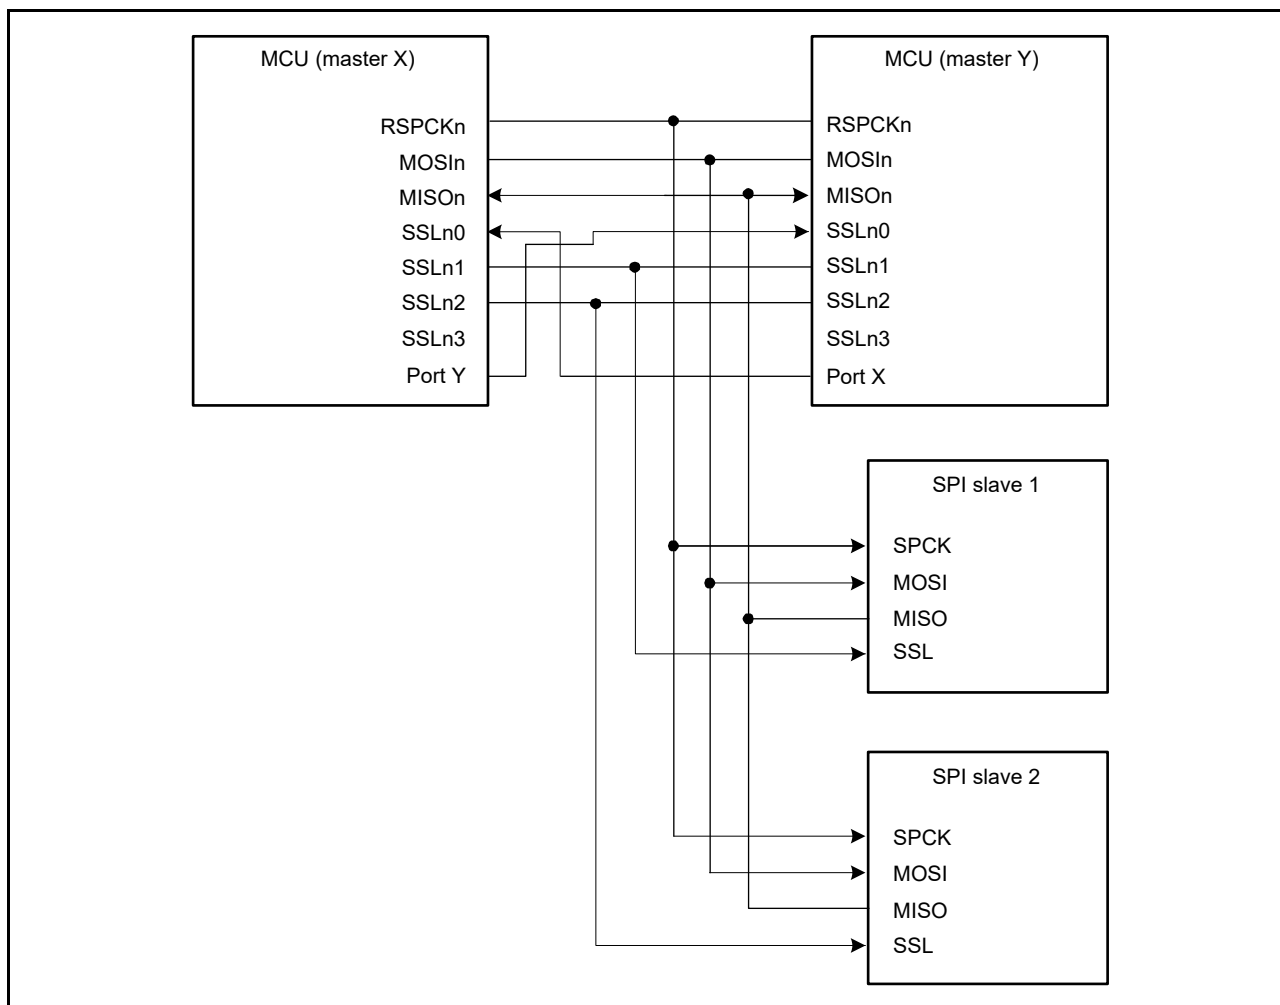 MCU (master X)
RSPCKn
MOSIn
MISOn
SSLn0
SSLn1
SSLn2
SSLn3
Port Y
MCU (master Y)
RSPCKn
MOSIn
MISOn
SSLn0
SSLn1
SSLn2
SSLn3
Port X
SPI slave 1
SPCK
MOSI
MISO
SSL
SPI slave 2
SPCK
MOSI
MISO
SSL